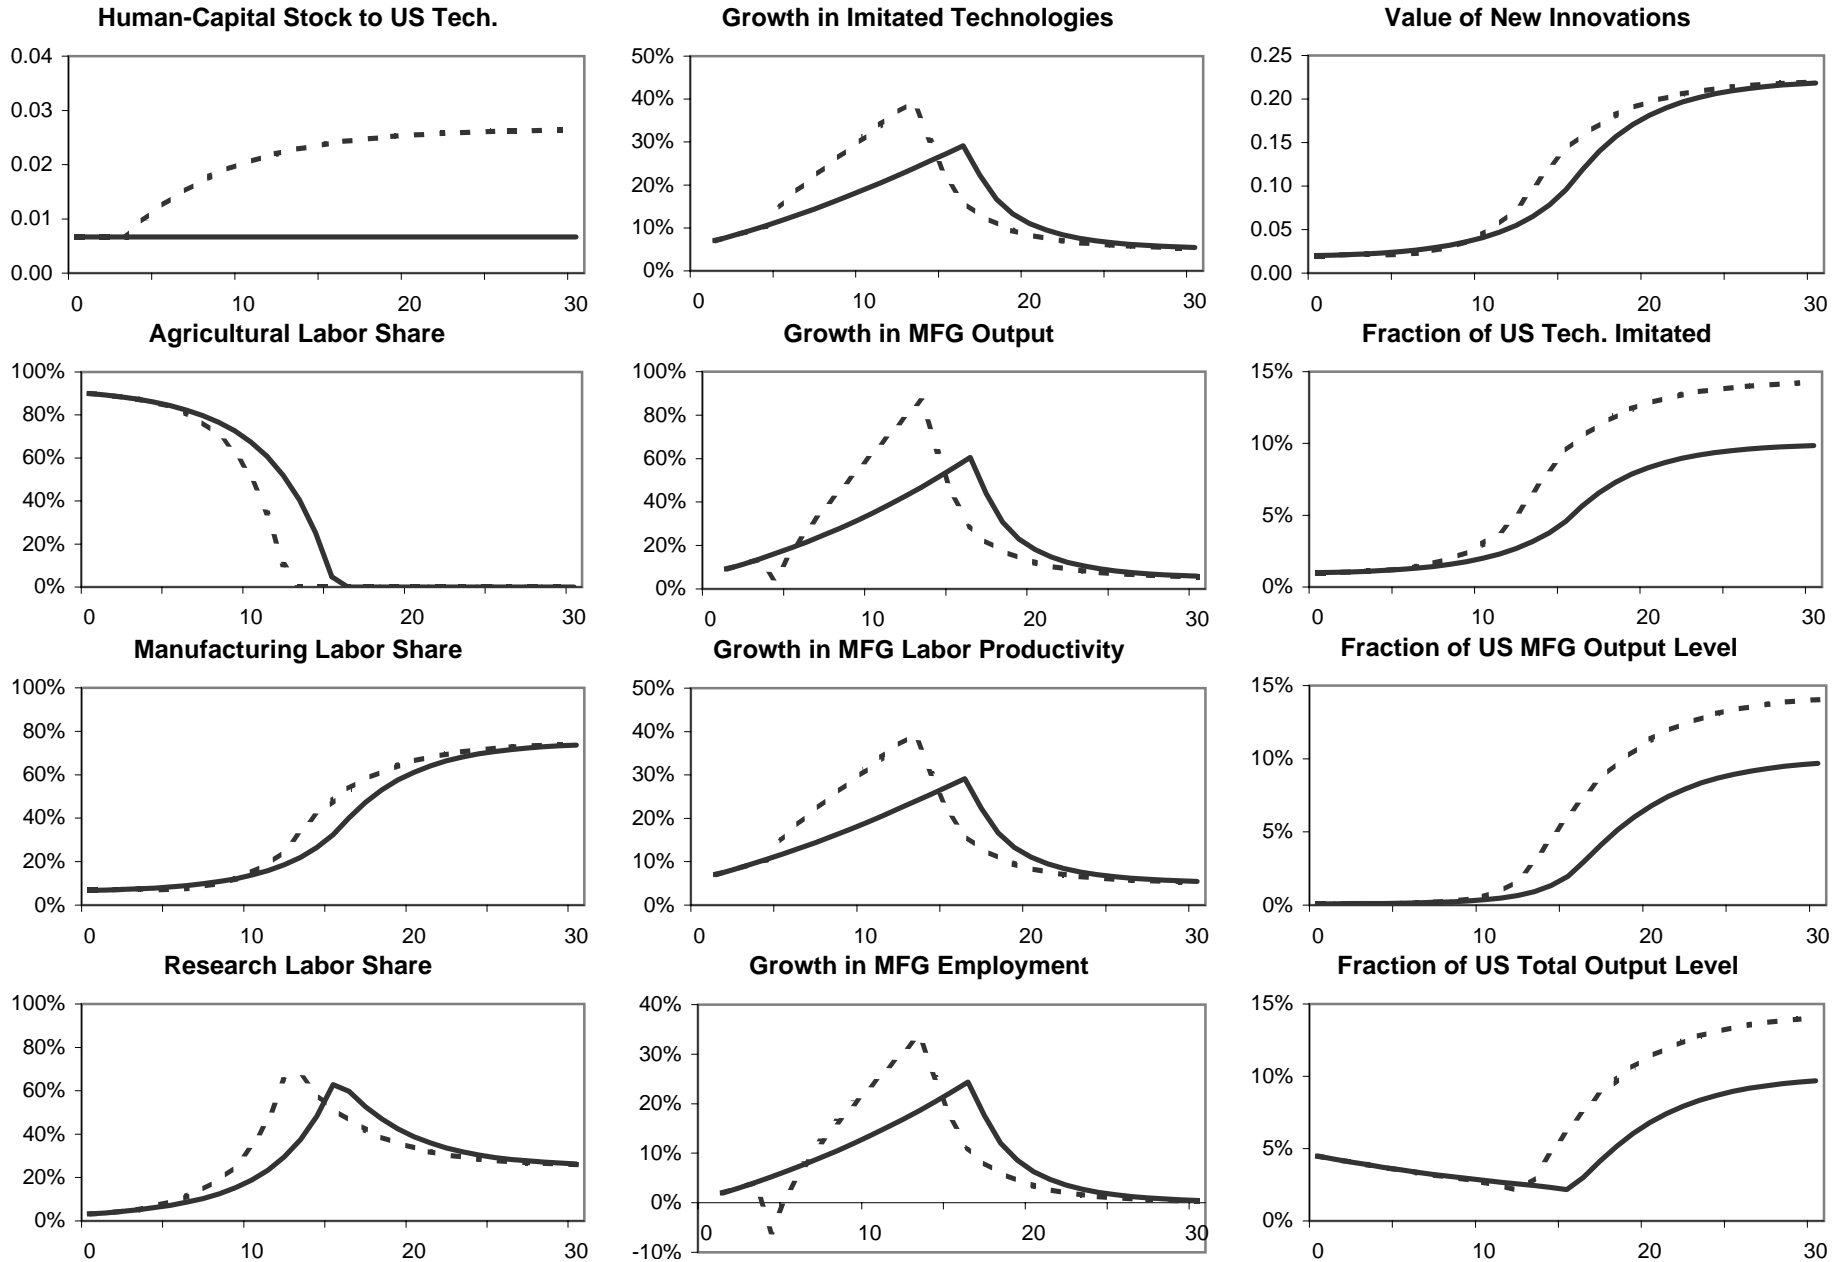 Human-Capital Stock to US Tech.
0.04
0.03
0.02
0.01
0.00
0 10 20 30
Growth in Imitated Technologies
50%
40%
30%
20%
10%
0%
0 10 20 30
Value of New Innovations
0.25
0.20
0.15
0.10
0.05
0.00
0 10 20 30
Agricultural Labor Share
100%
80%
60%
40%
20%
0%
0 10 20 30
Growth in MFG Output
100%
80%
60%
40%
20%
0%
0 10 20 30
Fraction of US Tech. Imitated
15%
10%
5%
0%
0 10 20 30
Manufacturing Labor Share
100%
80%
60%
40%
20%
0%
0 10 20 30
Growth in MFG Labor Productivity
50%
40%
30%
20%
10%
0%
0 10 20 30
Fraction of US MFG Output Level
15%
10%
5%
0%
0 10 20 30
Research Labor Share
100%
80%
60%
40%
20%
0%
0 10 20 30
Growth in MFG Employment
40%
30%
20%
10%
0%
-10%
0 10 20 30
Fraction of US Total Output Level
15%
10%
5%
0%
0 10 20 30